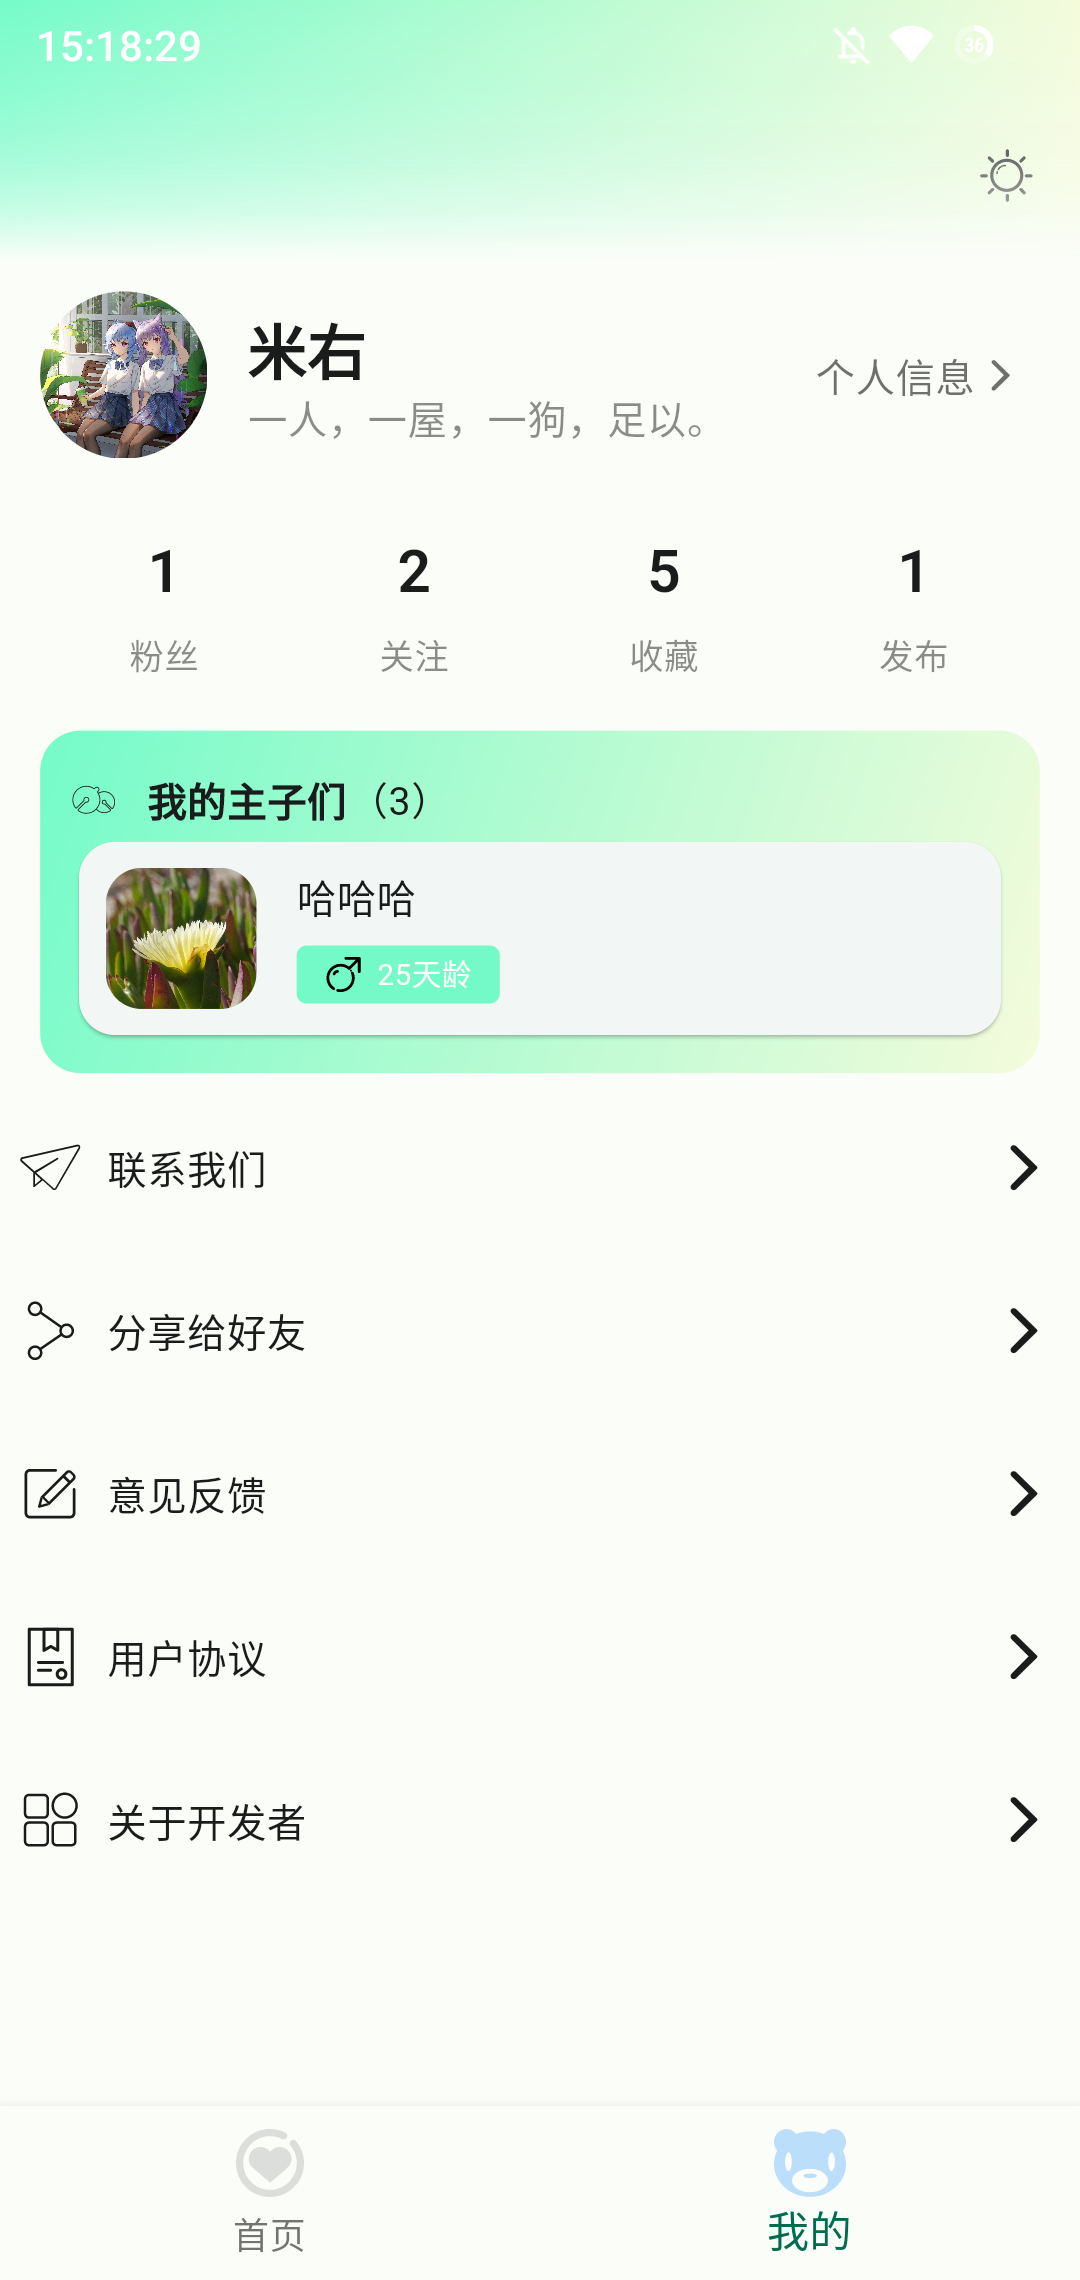 15:18:29
36
米右
一人，一屋，一狗，足以。
个人信息
1
2
5
1
粉丝
关注
收藏
发布
我的主子们（3）
哈哈哈
25天龄
联系我们
分享给好友
意见反馈
用户协议
关于开发者
首页
我的